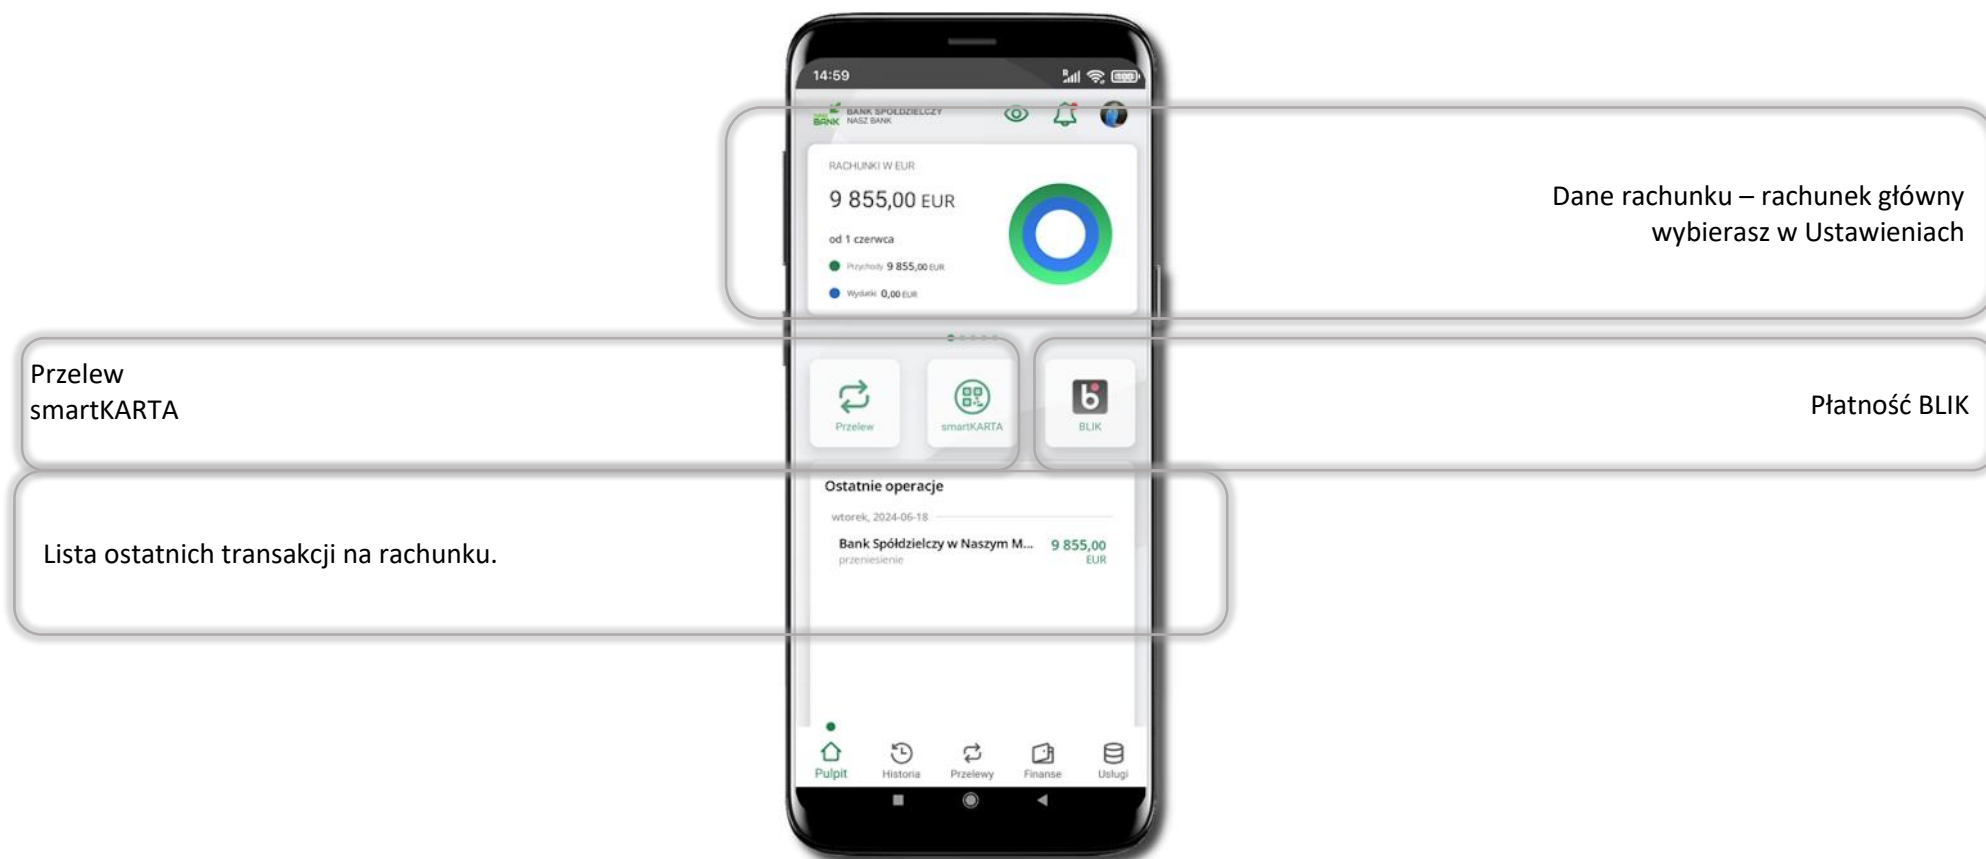 14:59
NASZ BANK
BANK SPÓŁDZIELCZY
NASZ BANK
RACHUNKI W EUR
9 855,00 EUR
od 1 czerwca
Przychody 9 855,00 EUR
Wydatki 0,00 EUR
Dane rachunku – rachunek główny
wybierasz w Ustawieniach
Przelew
smartKARTA
Przelew
smartKARTA
BLIK
Płatność BLIK
Ostatnie operacje
wtorek, 2024-06-18
Bank Spółdzielczy w Naszym M... 9 855,00
przeniesienie EUR
Lista ostatnich transakcji na rachunku.
Pulpit
Historia
Przelewy
Finanse
Usługi